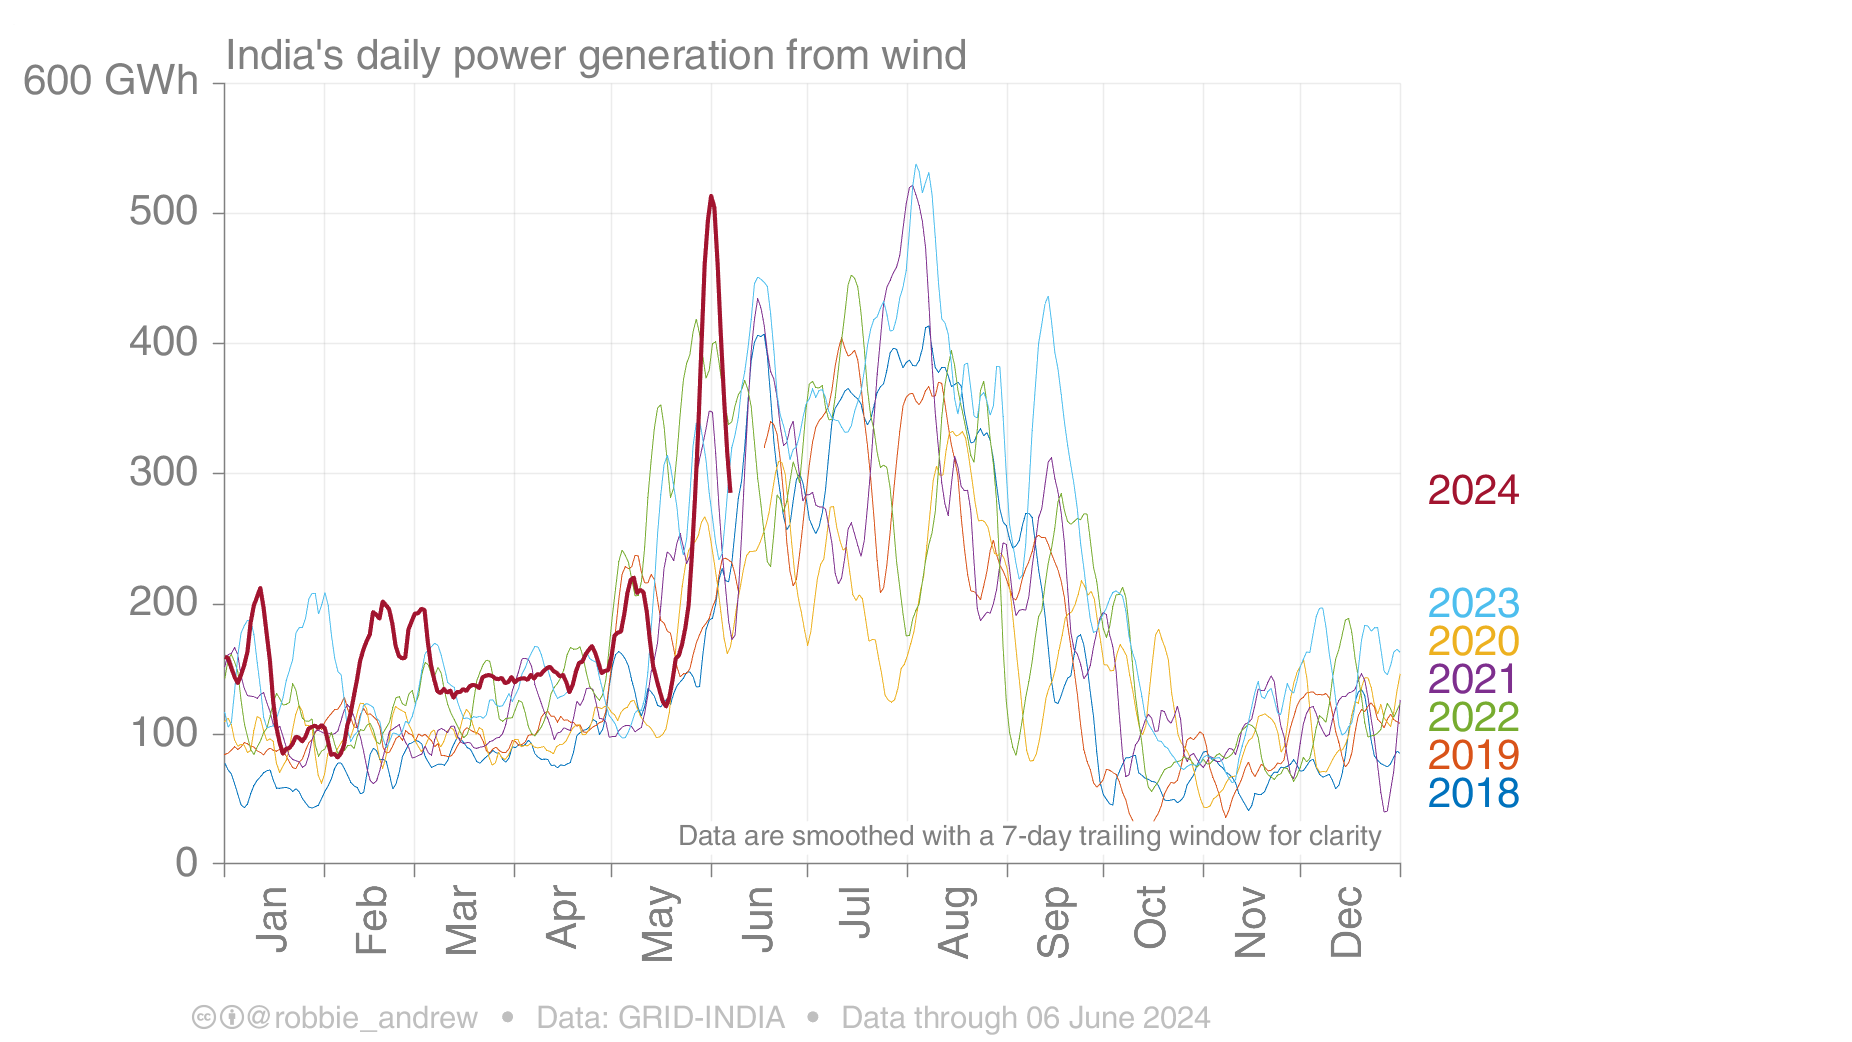 India's daily power generation from wind
600 GWh
500
400
300
200
100
0
2024
2023
2020
2021
2022
2019
2018
Data are smoothed with a 7-day trailing window for clarity
Jan
Feb
Mar
Apr
May
Jun
Jul
Aug
Sep
Oct
Nov
Dec
cc @robbie_andrew • Data: GRID-INDIA • Data through 06 June 2024